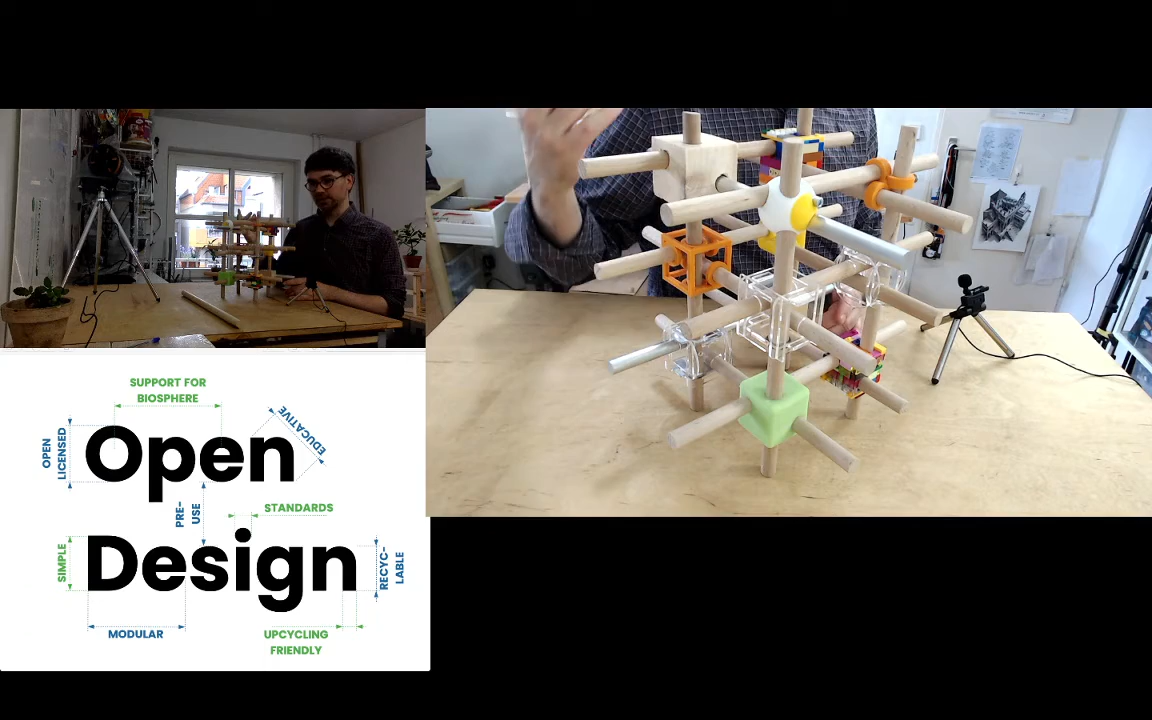 SUPPORT FOR
BIOSPHERE
OPEN
LICENSED
Open
EDUCATIVE
PRE-
USE
STANDARDS
SIMPLE
Design
RECYC-
LABLE
MODULAR
UPCYCLING
FRIENDLY